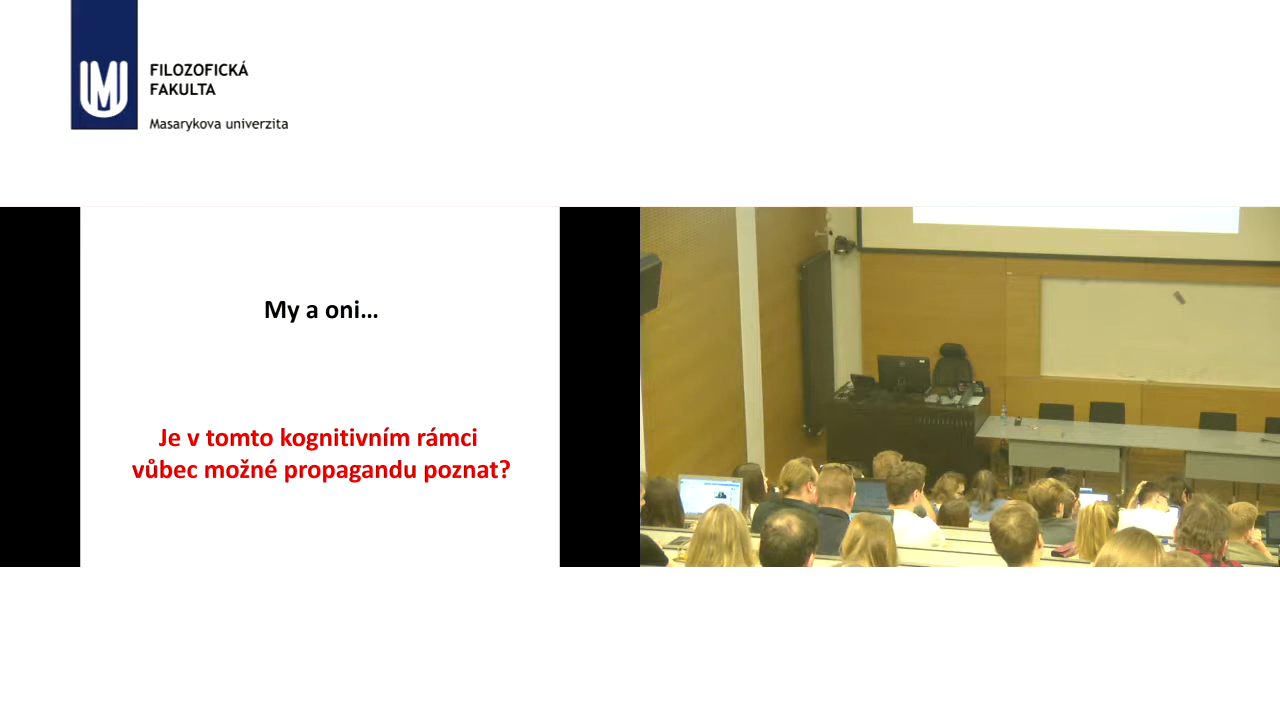 FILOZOFICKÁ
FAKULTA
Masarykova univerzita
My a oni…
Je v tomto kognitivním rámci
vůbec možné propagandu poznat?